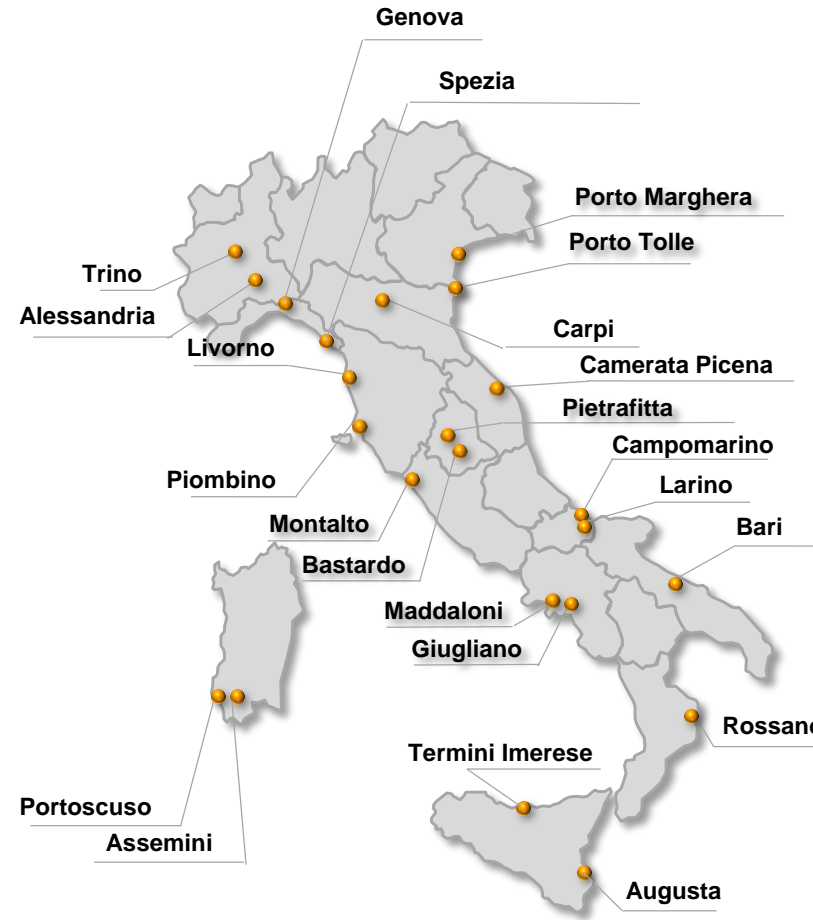 Genova
Spezia
Porto Marghera
Porto Tolle
Trino
Alessandria
Carpi
Livorno
Camerata Picena
Pietrafitta
Campomarino
Piombino
Larino
Montalto
Bari
Bastardo
Maddaloni
Giugliano
Rossano
Termini Imerese
Portoscuso
Assemini
Augusta